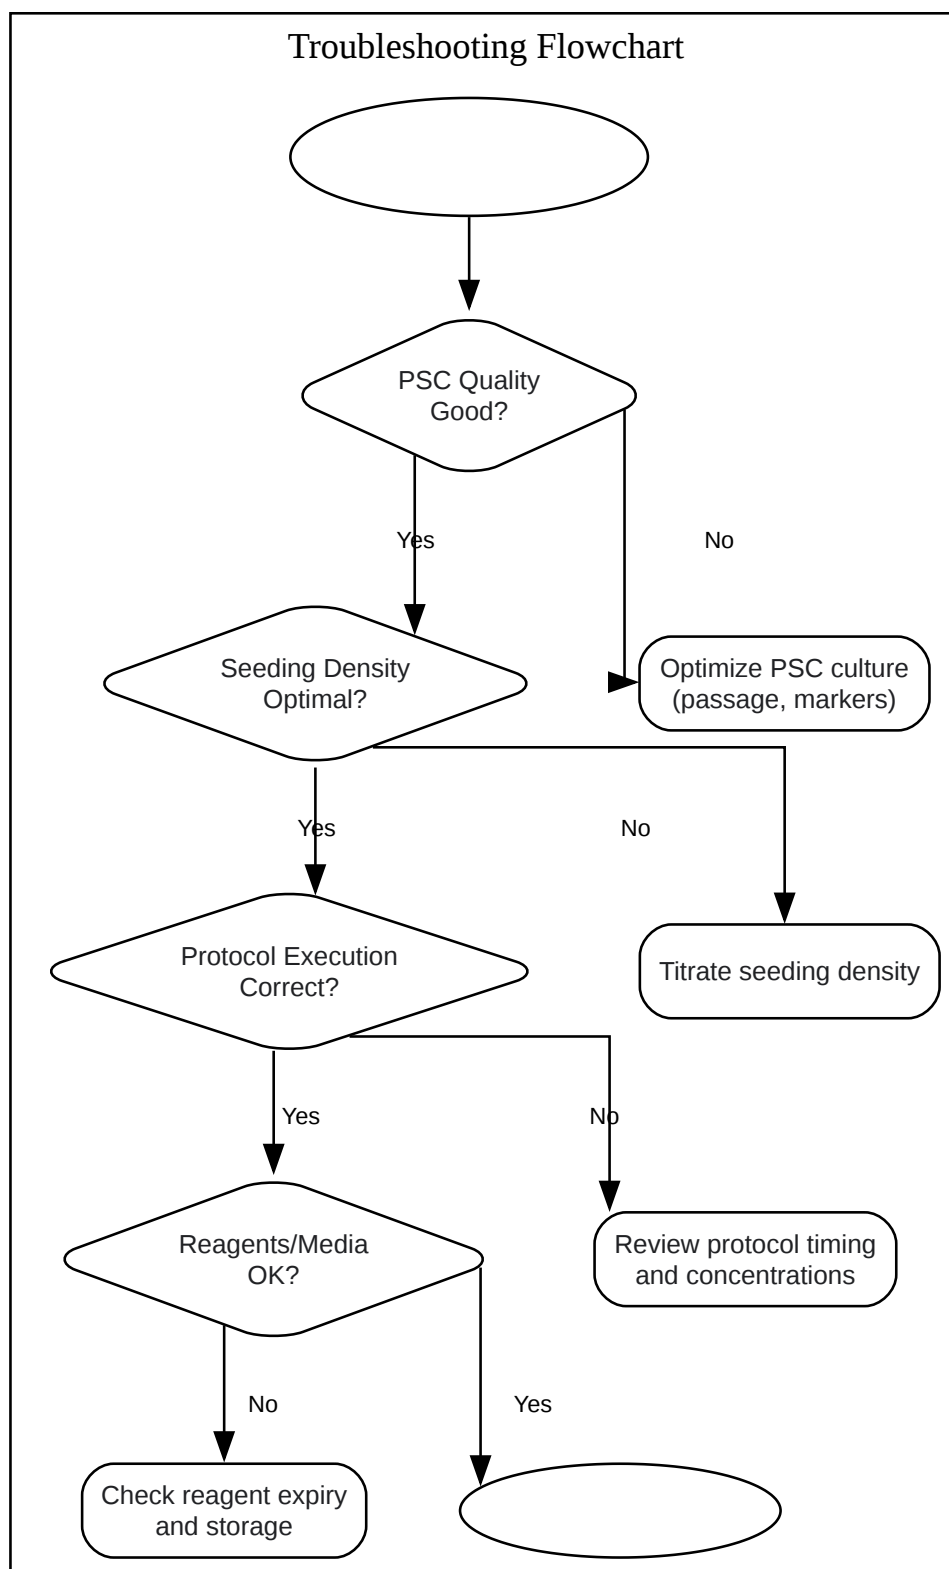 Troubleshooting Flowchart
PSC Quality
Good?
Yes
No
Seeding Density
Optimal?
Optimize PSC culture
(passage, markers)
Yes
No
Protocol Execution
Correct?
Titrate seeding density
Yes
No
Reagents/Media
OK?
Review protocol timing
and concentrations
No
Yes
Check reagent expiry
and storage